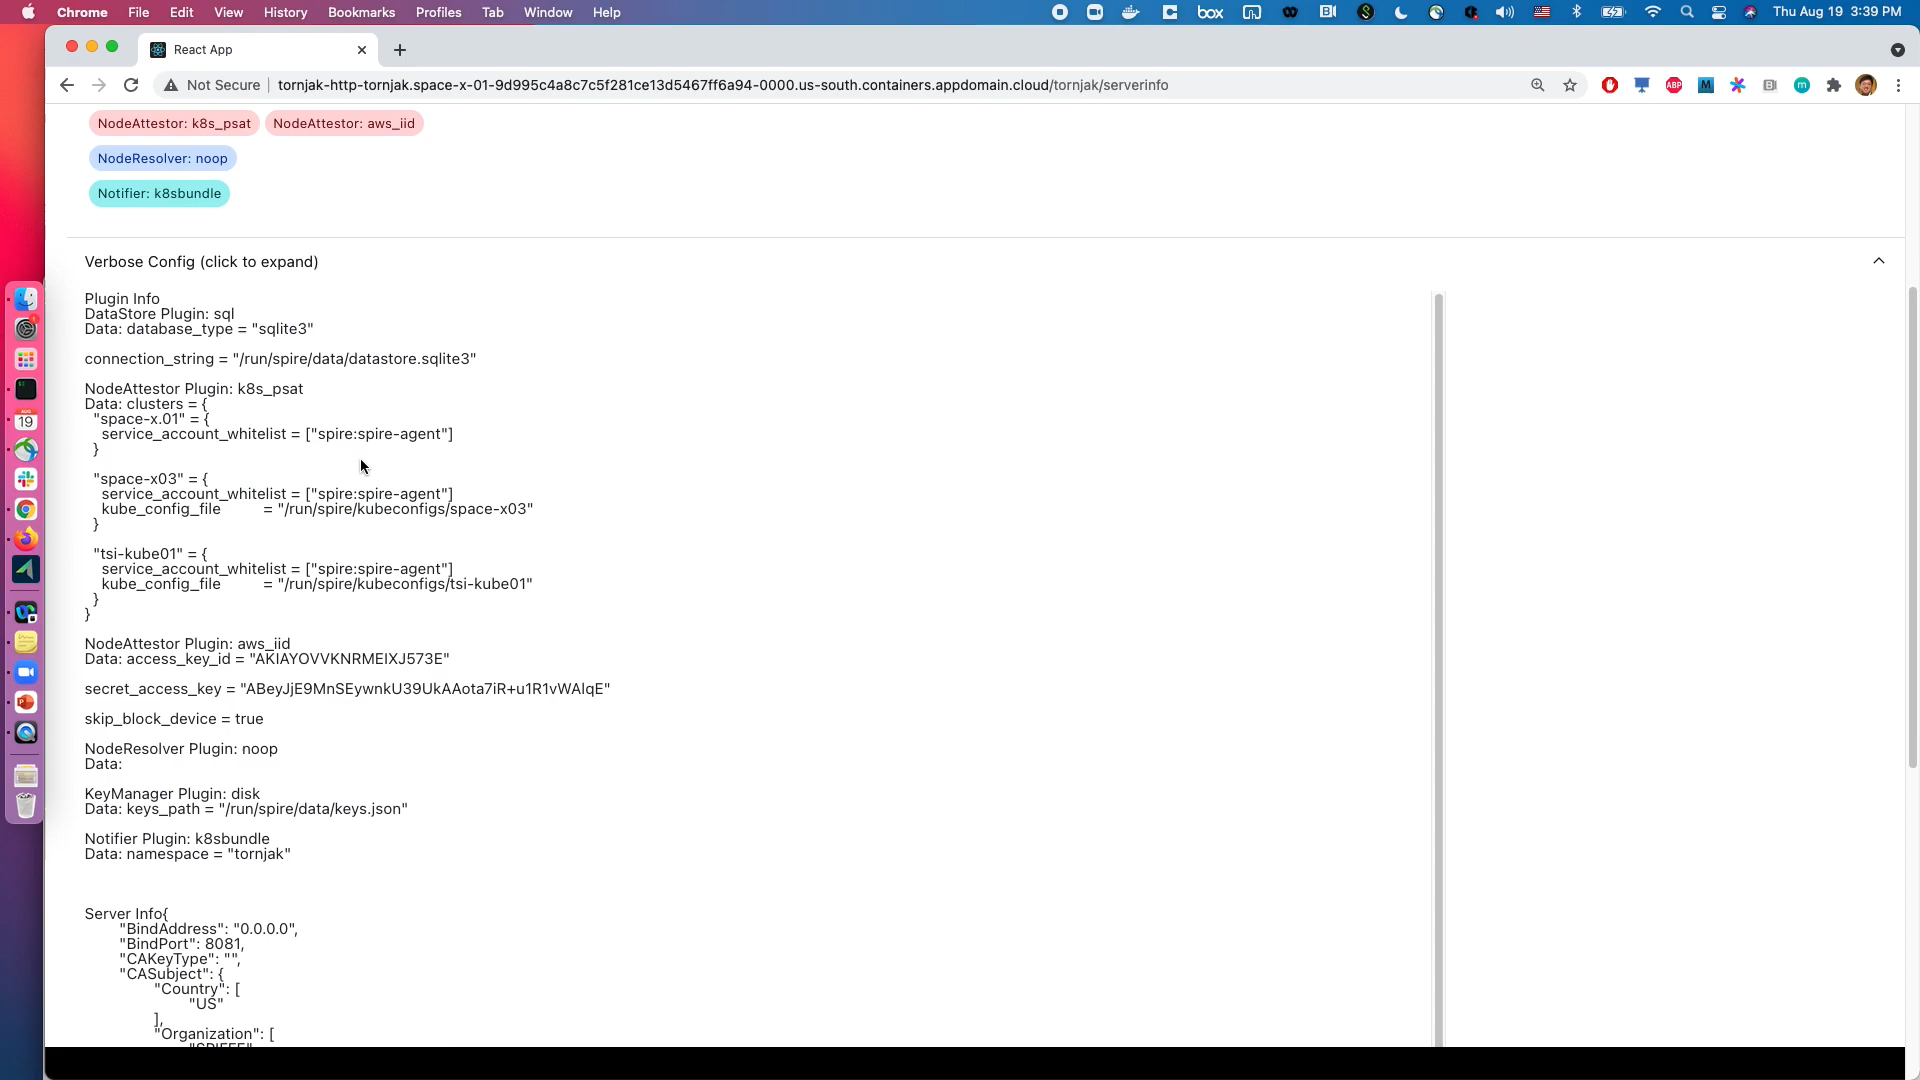 Chrome File Edit View History Bookmarks Profiles Tab Window Help
box
Thu Aug 19 3:39 PM
React App
Not Secure tornjak-http-tornjak.space-x-01-9d995c4a8c7c5f281ce13d5467ff6a94-0000.us-south.containers.appdomain.cloud/tornjak/serverinfo
ABP
NodeAttestor: k8s_psat NodeAttestor: aws_iid
NodeResolver: noop
Notifier: k8sbundle
Verbose Config (click to expand)
Plugin Info
DataStore Plugin: sql
Data: database_type = "sqlite3"
connection_string = "/run/spire/data/datastore.sqlite3"
NodeAttestor Plugin: k8s_psat
Data: clusters = {
"space-x.01" = {
service_account_whitelist = ["spire:spire-agent"]
}
"space-x03" = {
service_account_whitelist = ["spire:spire-agent"]
kube_config_file = "/run/spire/kubeconfigs/space-x03"
}
"tsi-kube01" = {
service_account_whitelist = ["spire:spire-agent"]
kube_config_file = "/run/spire/kubeconfigs/tsi-kube01"
}
}
NodeAttestor Plugin: aws_iid
Data: access_key_id = "AKIAYOVVKNRMEIXJ573E"
secret_access_key = "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"
skip_block_device = true
NodeResolver Plugin: noop
Data:
KeyManager Plugin: disk
Data: keys_path = "/run/spire/data/keys.json"
Notifier Plugin: k8sbundle
Data: namespace = "tornjak"
Server Info{
"BindAddress": "0.0.0.0",
"BindPort": 8081,
"CAKeyType": "",
"CASubject": {
"Country": [
"US"
],
"Organization": [